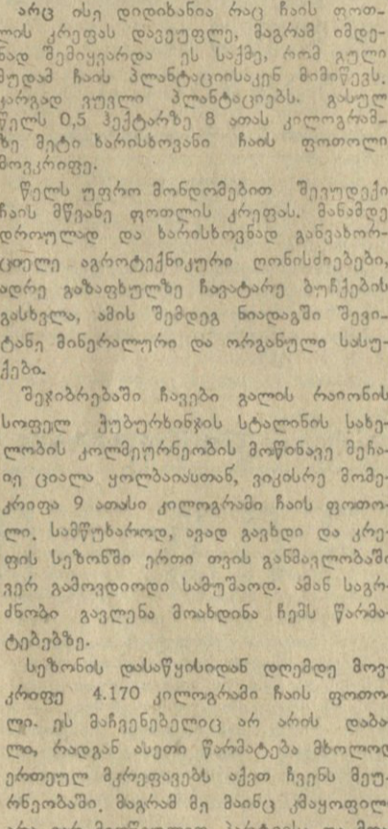 არც ისე დიდიხანია რაც ჩაის ფოთ-
ლის კრეფას დავეუფლე, მაგრამ იმდე-
ნად შემიყვარდა ეს საქმე, რომ გული
მუდამ ჩაის პლანტაციისაკენ მიმიწევს.
კარგად ვუვლი პლანტაციებს. გასულ
წელს 0,5 ჰექტარზე 8 ათას კილოგრამ-
ზე მეტი ხარისხოვანი ჩაის ფოთოლი
მოვკრიფე.
წელს უფრო მონდომებით შევუდექი
ჩაის მწვანე ფოთლის კრეფას. მანამდე
დროულად და ხარისხოვნად განვახორ-
ციელე აგროტექნიკური ღონისძიებები,
ადრე გაზაფხულზე ჩავატარე ბუჩქების
გასხვლა, ამის შემდეგ ნიადაგში შევი-
ტანე მინერალური და ორგანული სასუ-
ქები.
შეჯიბრებაში ჩავები გალის რაიონის
სოფელ ჭუბურხინჯის სტალინის სახე-
ლობის კოლმეურნეობის მოწინავე მეჩა-
იე ციალა ყოლბაიასთან, ვიკისრე მომე-
კრიფა 9 ათასი კილოგრამი ჩაის ფოთო-
ლი. სამწუხაროდ, ავად გავხდი და კრე-
ფის სეზონში ერთი თვის განმავლობაში
ვერ გამოვდიოდი სამუშაოდ. ამან საგრ-
ძნობი გავლენა მოახდინა ჩემს წარმა-
ტებებზე.
სეზონის დასაწყისიდან დღემდე მოვ-
კრიფე 4.170 კილოგრამი ჩაის ფოთო-
ლი. ეს მაჩვენებელიც არ არის დაბა-
ლი, რადგან ასეთი წარმატება მხოლოდ
ერთეულ მკრეფავებს აქვთ ჩვენს მეუ-
რნეობაში. მაგრამ მე მაინც კმაყოფილი